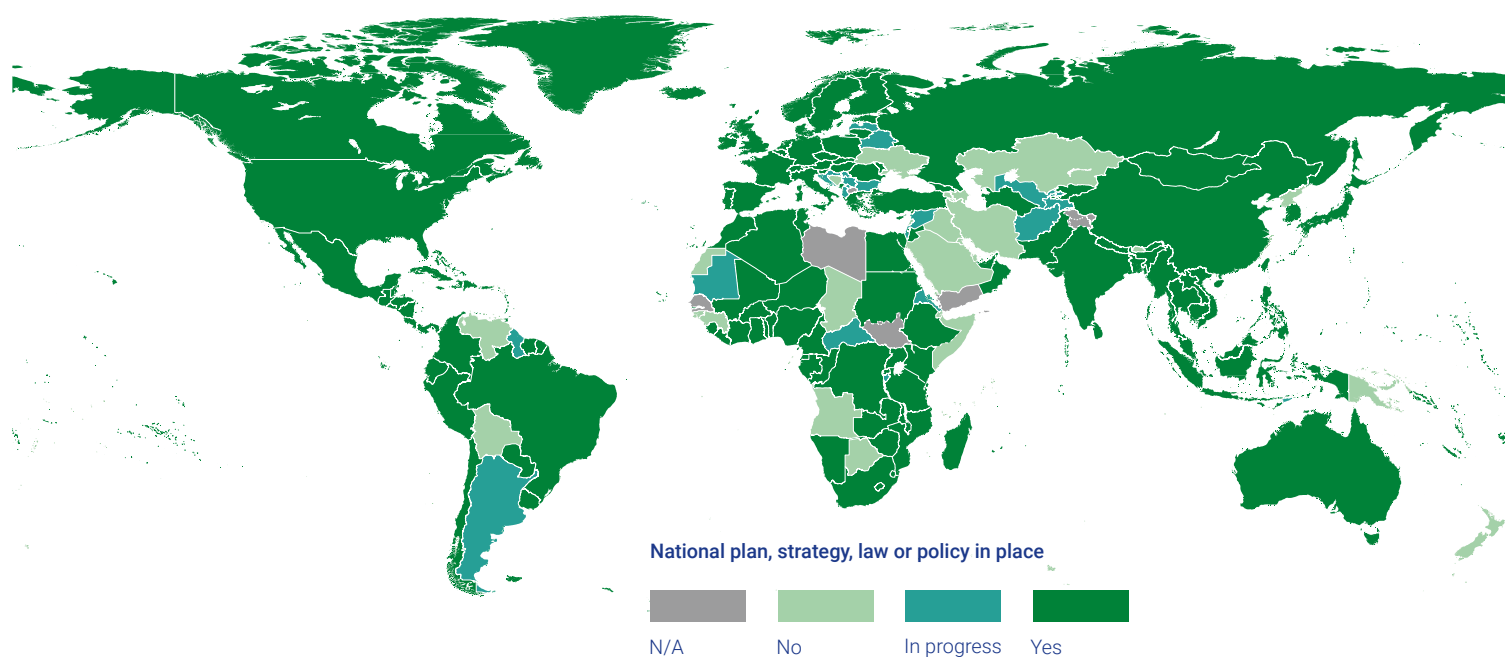 National plan, strategy, law or policy in place
N/A
No
In progress
Yes